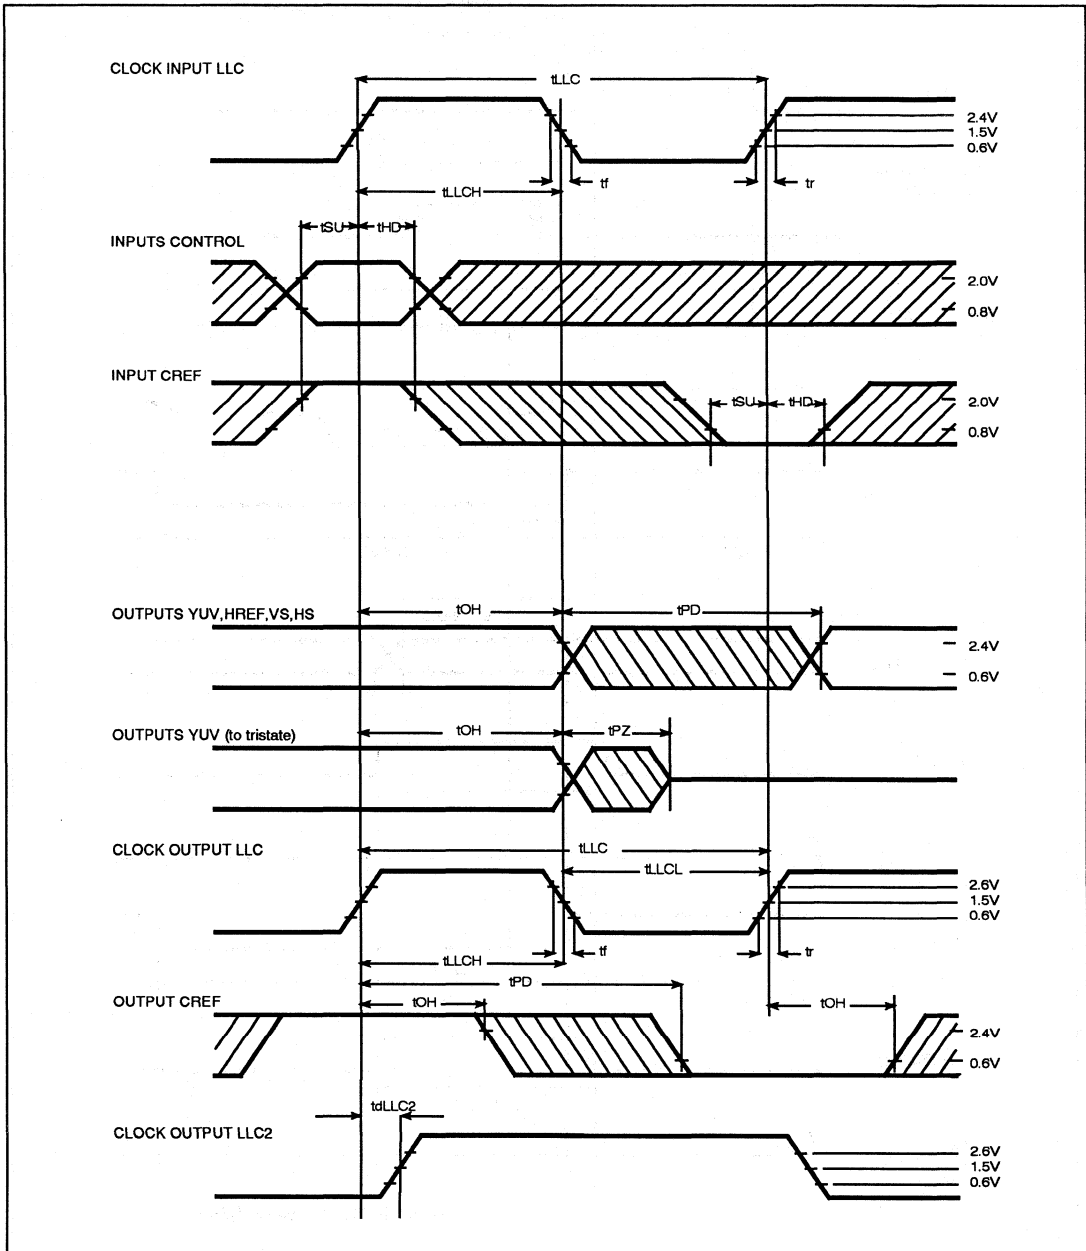 CLOCK INPUT LLC
tLLC
2.4V
1.5V
0.6V
tf
tr
tLLCH
tSU tHD
INPUTS CONTROL
2.0V
0.8V
INPUT CREF
tSU tHD
2.0V
0.8V
OUTPUTS YUV,HREF,VS,HS
tOH
tPD
2.4V
0.6V
OUTPUTS YUV (to tristate)
tOH
tPZ
CLOCK OUTPUT LLC
tLLC
tLLCL
2.6V
1.5V
0.6V
tf
tr
tLLCH
tPD
OUTPUT CREF
tOH
tOH
2.4V
0.6V
tdLLC2
CLOCK OUTPUT LLC2
2.6V
1.5V
0.6V